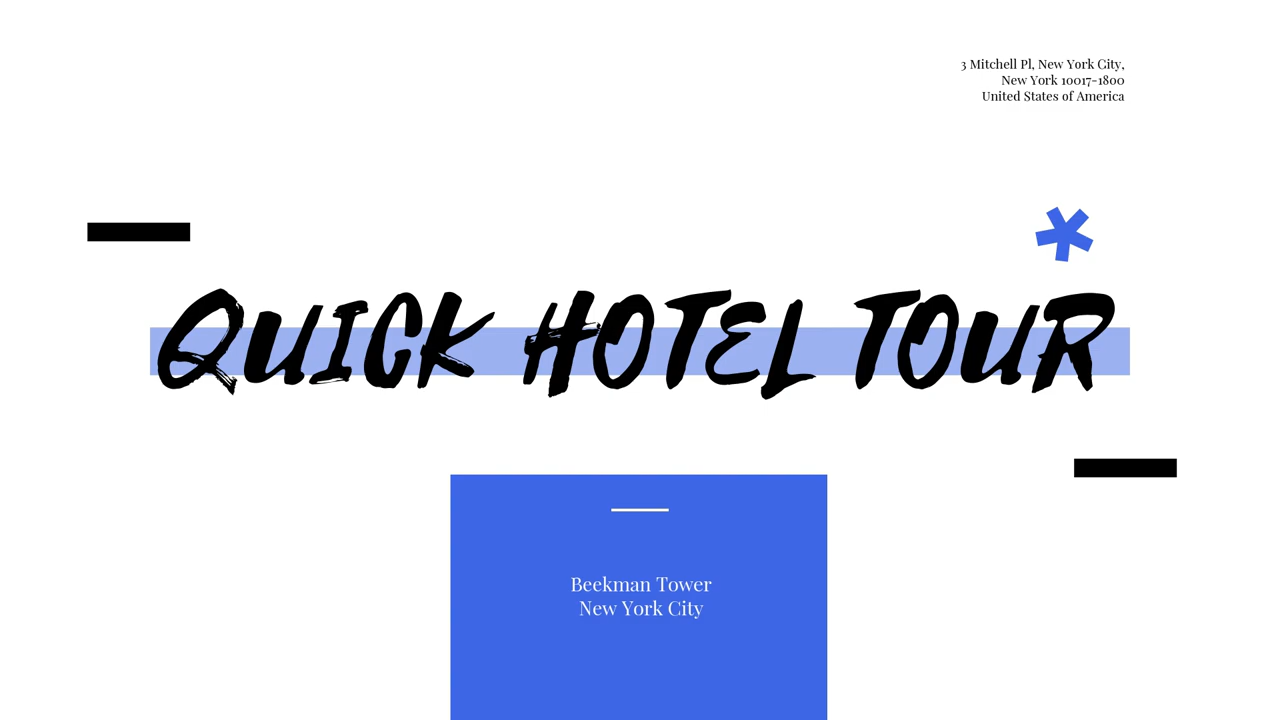 3 Mitchell Pl, New York City,
New York 10017-1800
United States of America
QUICK HOTEL TOUR
Beekman Tower
New York City